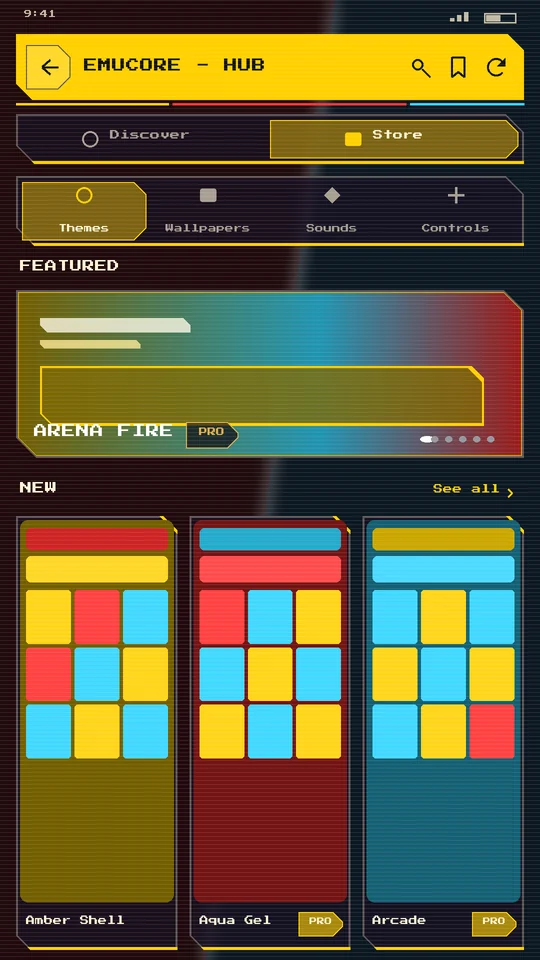 9:41
EMUCORE - HUB
Discover
Store
Themes
Wallpapers
Sounds
Controls
FEATURED
ARENA FIRE
PRO
NEW
See all
Amber Shell
Aqua Gel
PRO
Arcade
PRO